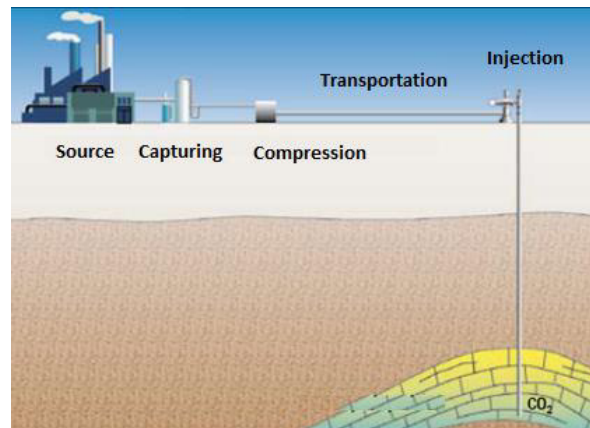 Injection
Transportation
Source Capturing Compression
CO₂